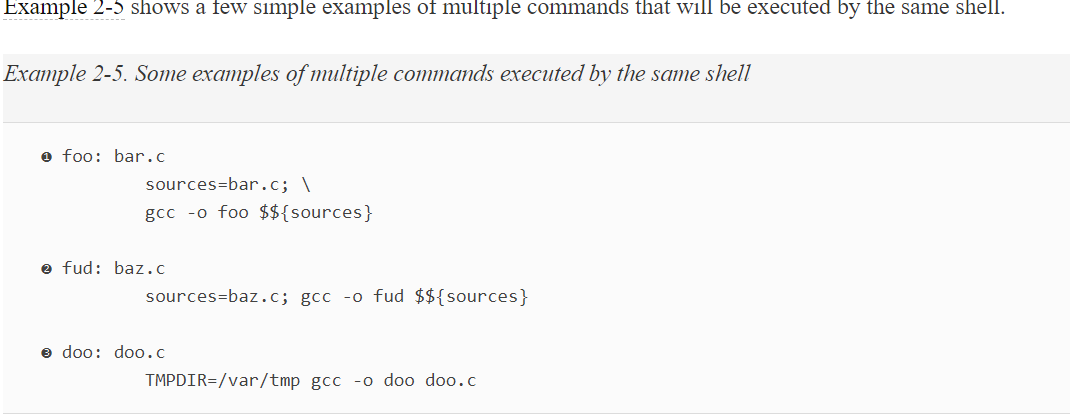 Example 2-5 shows a few simple examples of multiple commands that will be executed by the same shell.
Example 2-5. Some examples of multiple commands executed by the same shell
❶ foo: bar.c
sources=bar.c; \
gcc -o foo $${sources}
❷ fud: baz.c
sources=baz.c; gcc -o fud $${sources}
❸ doo: doo.c
TMPDIR=/var/tmp gcc -o doo doo.c